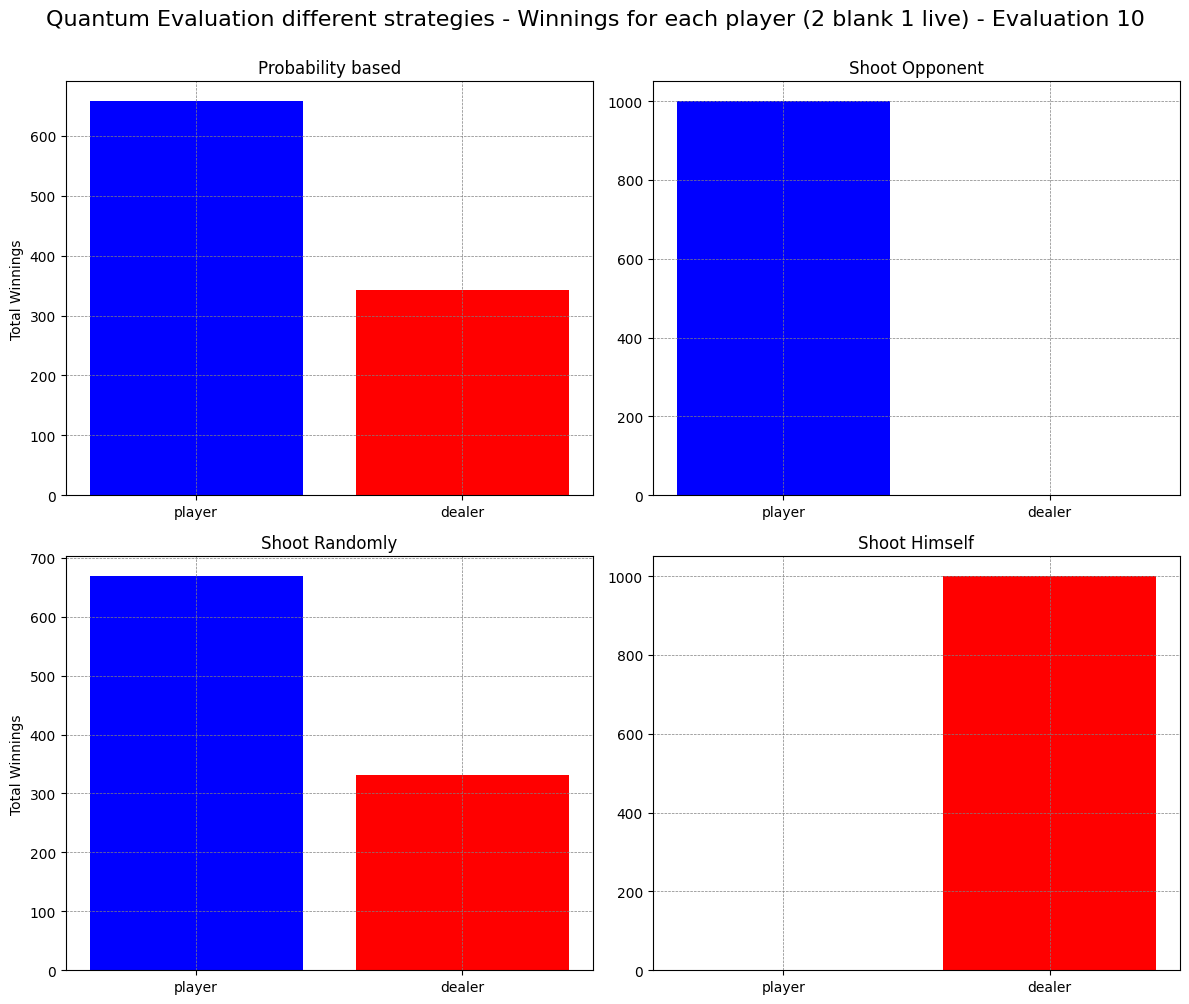 Quantum Evaluation different strategies - Winnings for each player (2 blank 1 live) - Evaluation 10
Probability based
Total Winnings
600
500
400
300
200
100
0
player
dealer
Shoot Opponent
1000
800
600
400
200
0
player
dealer
Shoot Randomly
Total Winnings
700
600
500
400
300
200
100
0
player
dealer
Shoot Himself
1000
800
600
400
200
0
player
dealer